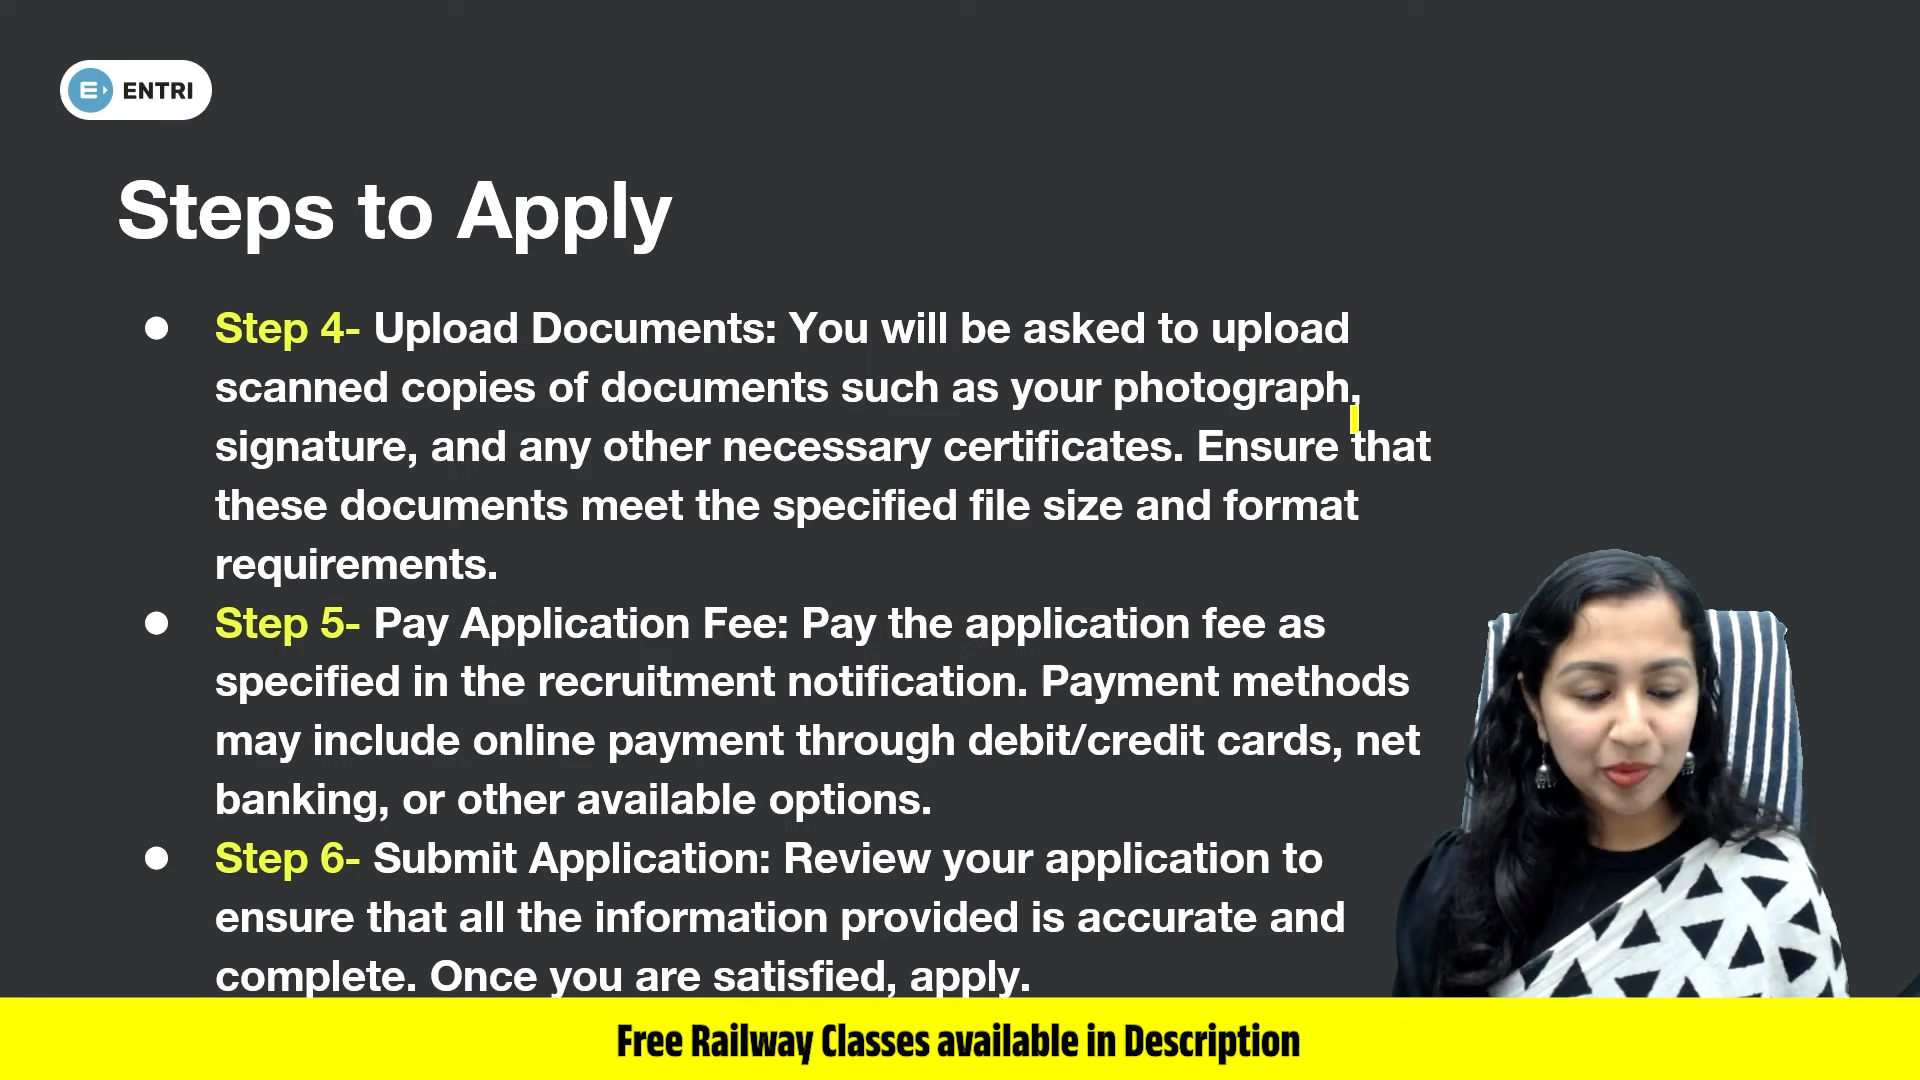 ENTRI
Steps to Apply
● Step 4- Upload Documents: You will be asked to upload
scanned copies of documents such as your photograph,
signature, and any other necessary certificates. Ensure that
these documents meet the specified file size and format
requirements.
● Step 5- Pay Application Fee: Pay the application fee as
specified in the recruitment notification. Payment methods
may include online payment through debit/credit cards, net
banking, or other available options.
● Step 6- Submit Application: Review your application to
ensure that all the information provided is accurate and
complete. Once you are satisfied, apply.
Free Railway Classes available in Description